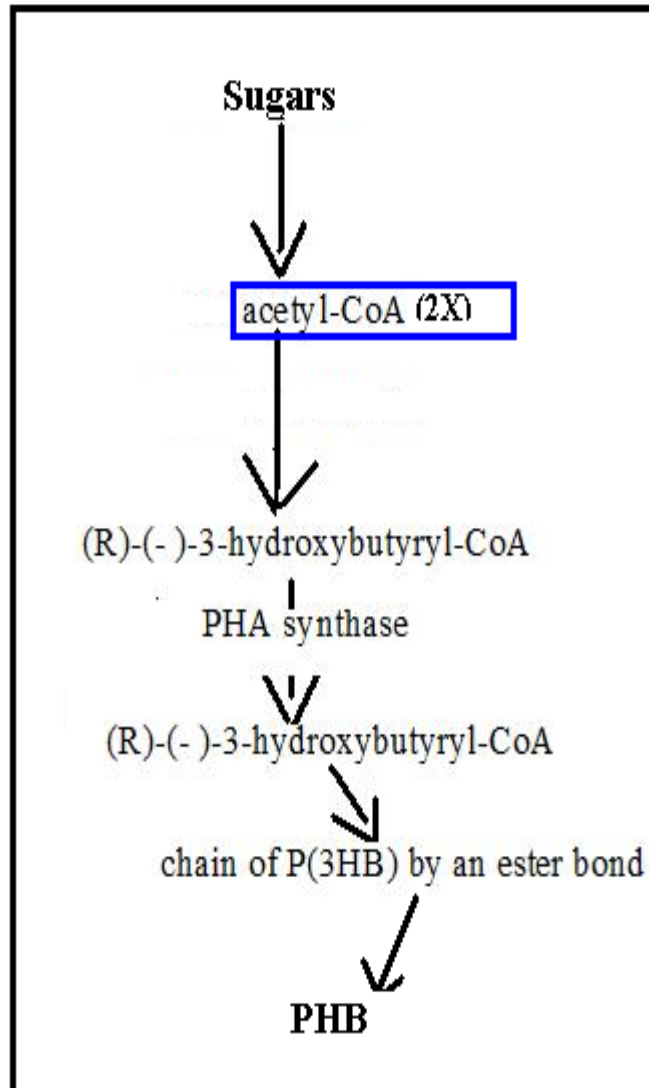 Sugars
acetyl-CoA (2X)
(R)-(- )-3-hydroxybutyryl-CoA
PHA synthase
(R)-(- )-3-hydroxybutyryl-CoA
chain of P(3HB) by an ester bond
PHB